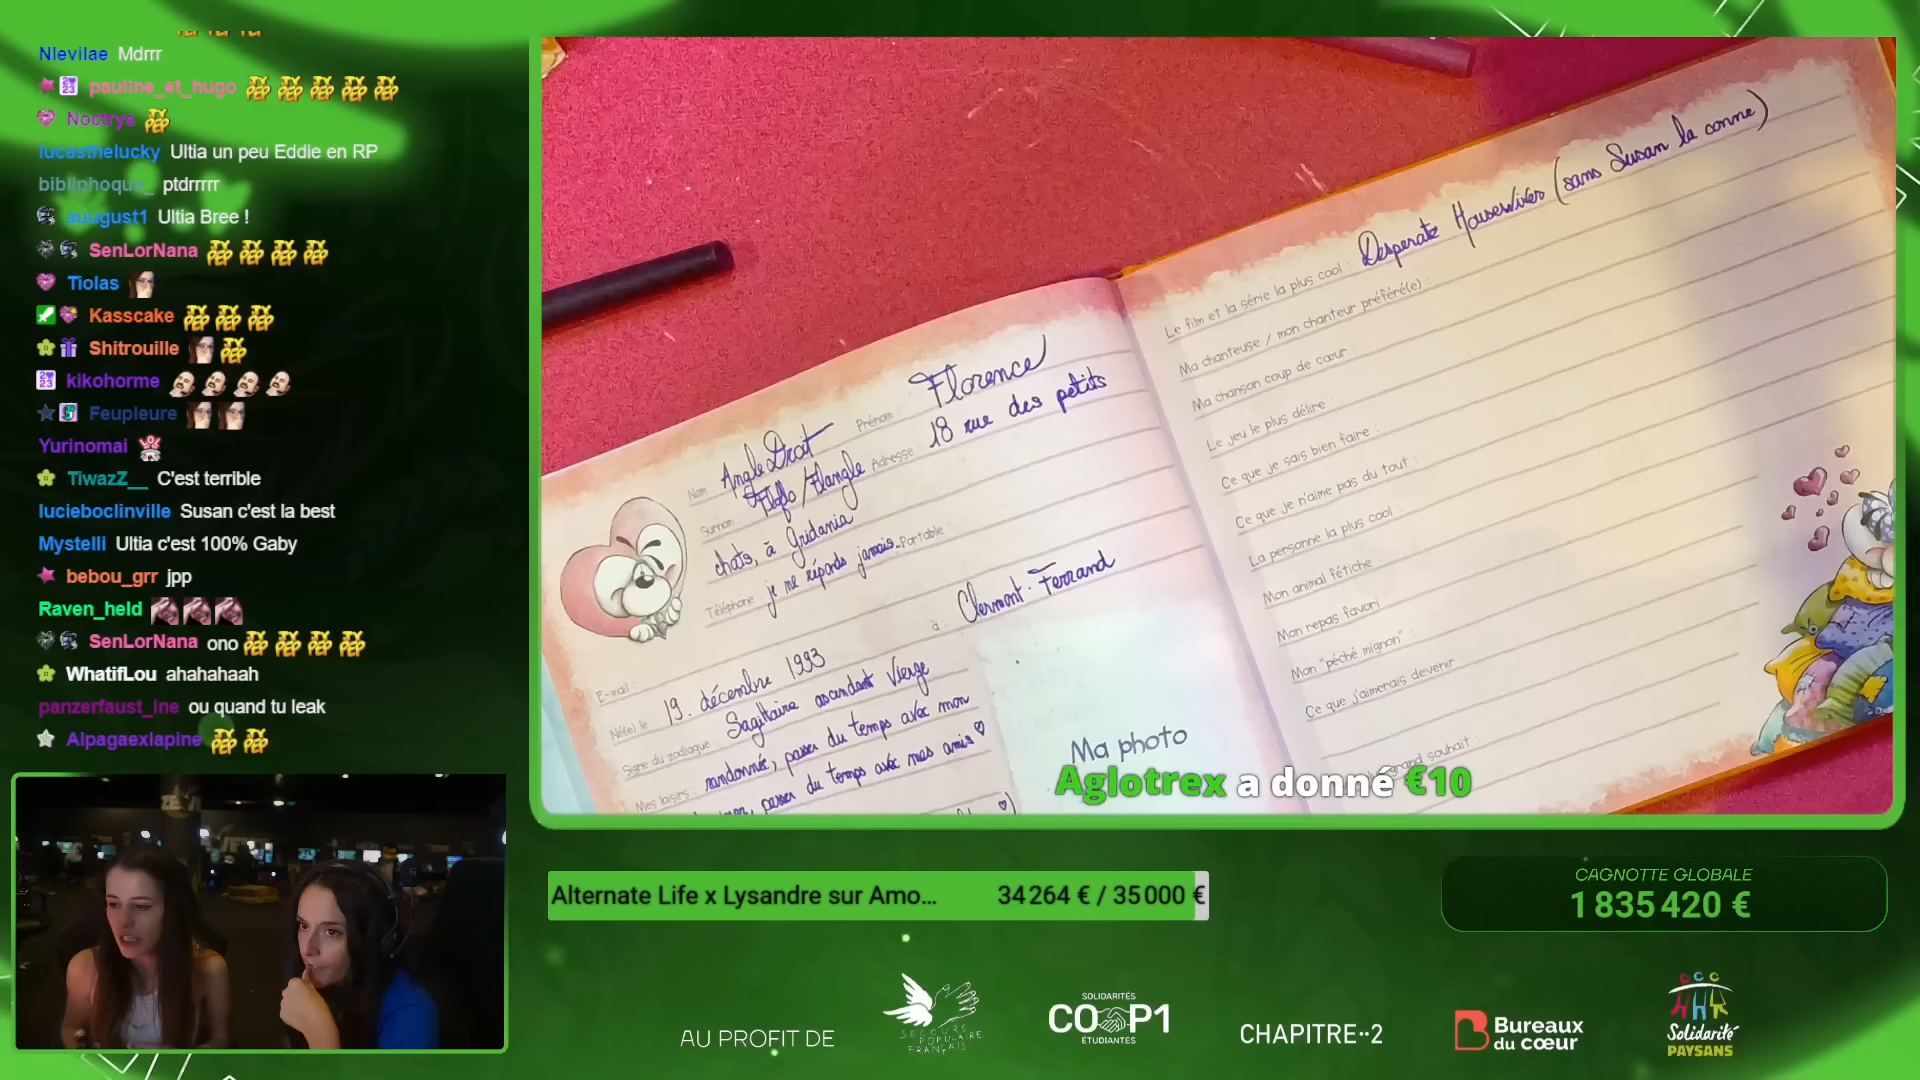 Nlevilae Mdrrr
pauline_et_hugo
Noctrys
lucasthelucky Ultia un peu Eddie en RP
bibliphoque_ ptdrrrrr
auugust1 Ultia Bree !
SenLorNana
Tiolas
Kasscake
Shitrouille
kikohorme
Feupleure
Yurinomai
TiwazZ__ C'est terrible
lucieboclinville Susan c'est la best
Mystelli Ultia c'est 100% Gaby
bebou_grr jpp
Raven_held
SenLorNana ono
WhatifLou ahahahaah
panzerfaust_ine ou quand tu leak
Alpagaexlapine
Nom : Angle Droit Prénom : Florence
Surnom : Floflo / Flangle Adresse : 18 rue des petits
chats, à Gridania
Téléphone : je ne réponds jamais. Portable
E-mail :
Né(e) le : 19 décembre 1993 à : Clermont-Ferrand
Signe du zodiaque : Sagittaire ascendant Vierge
Mes loisirs : randonnée, passer du temps avec mon
passer du temps avec mes amis ♡
Ma photo
Le film et la série la plus cool : Desperate Housewives (sans Susan la conne)
Ma chanteuse / mon chanteur préféré(e) :
Ma chanson coup de cœur :
Le jeu le plus délire :
Ce que je sais bien faire :
Ce que je n'aime pas du tout :
La personne la plus cool :
Mon animal fétiche :
Mon repas favori :
Mon "péché mignon" :
Ce que j'aimerais devenir :
grand souhait :
Aglotrex a donné €10
Alternate Life x Lysandre sur Amo... 34 264 € / 35 000 €
CAGNOTTE GLOBALE
1 835 420 €
AU PROFIT DE
SECOURS
POPULAIRE
FRANÇAIS
SOLIDARITÉS
COP1
ÉTUDIANTES
CHAPITRE··2
Bureaux
du cœur
Solidarité
PAYSANS